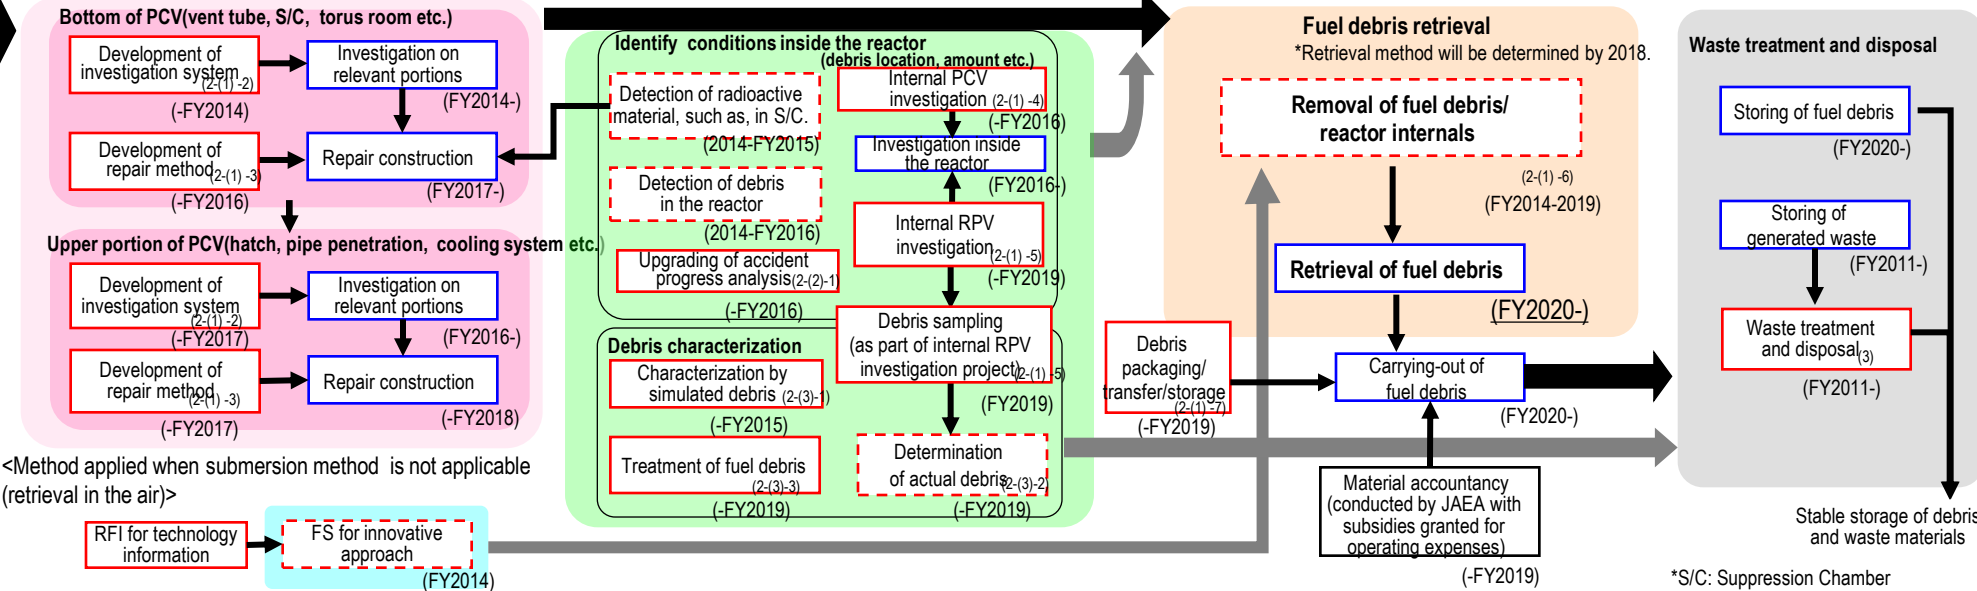 Bottom of PCV(vent tube, S/C, torus room etc.)
Development of
investigation system
(2-(1) -2)
(-FY2014)
Investigation on
relevant portions
(FY2014-)
Development of
repair method
(2-(1) -3)
(-FY2016)
Repair construction
(FY2017-)
Upper portion of PCV(hatch, pipe penetration, cooling system etc.)
Development of
investigation system
(2-(1) -2)
(-FY2017)
Investigation on
relevant portions
(FY2016-)
Development of
repair method
(2-(1) -3)
(-FY2017)
Repair construction
(-FY2018)
<Method applied when submersion method is not applicable
(retrieval in the air)>
RFI for technology
information
FS for innovative
approach
(FY2014)
Identify conditions inside the reactor
(debris location, amount etc.)
Detection of radioactive
material, such as, in S/C.
(2014-FY2015)
Detection of debris
in the reactor
(2014-FY2016)
Upgrading of accident
progress analysis(2-(2)-1)
(-FY2016)
Internal PCV
investigation (2-(1) -4)
(-FY2016)
Investigation inside
the reactor
(FY2016-)
Internal RPV
investigation
(2-(1) -5)
(-FY2019)
Debris sampling
(as part of internal RPV
investigation project)
(2-(1) -5)
(FY2019)
Debris characterization
Characterization by
simulated debris (2-(3)-1)
(-FY2015)
Treatment of fuel debris
(2-(3)-3)
(-FY2019)
Determination
of actual debris
(2-(3)-2)
(-FY2019)
Fuel debris retrieval
*Retrieval method will be determined by 2018.
Removal of fuel debris/
reactor internals
(2-(1) -6)
(FY2014-2019)
Retrieval of fuel debris
(FY2020-)
Debris
packaging/
transfer/storage
(2-(1) -7)
(-FY2019)
Carrying-out of
fuel debris
(FY2020-)
Material accountancy
(conducted by JAEA with
subsidies granted for
operating expenses)
(-FY2019)
Waste treatment and disposal
Storing of fuel debris
(FY2020-)
Storing of
generated waste
(FY2011-)
Waste treatment
and disposal(3)
(FY2011-)
Stable storage of debris
and waste materials
*S/C: Suppression Chamber